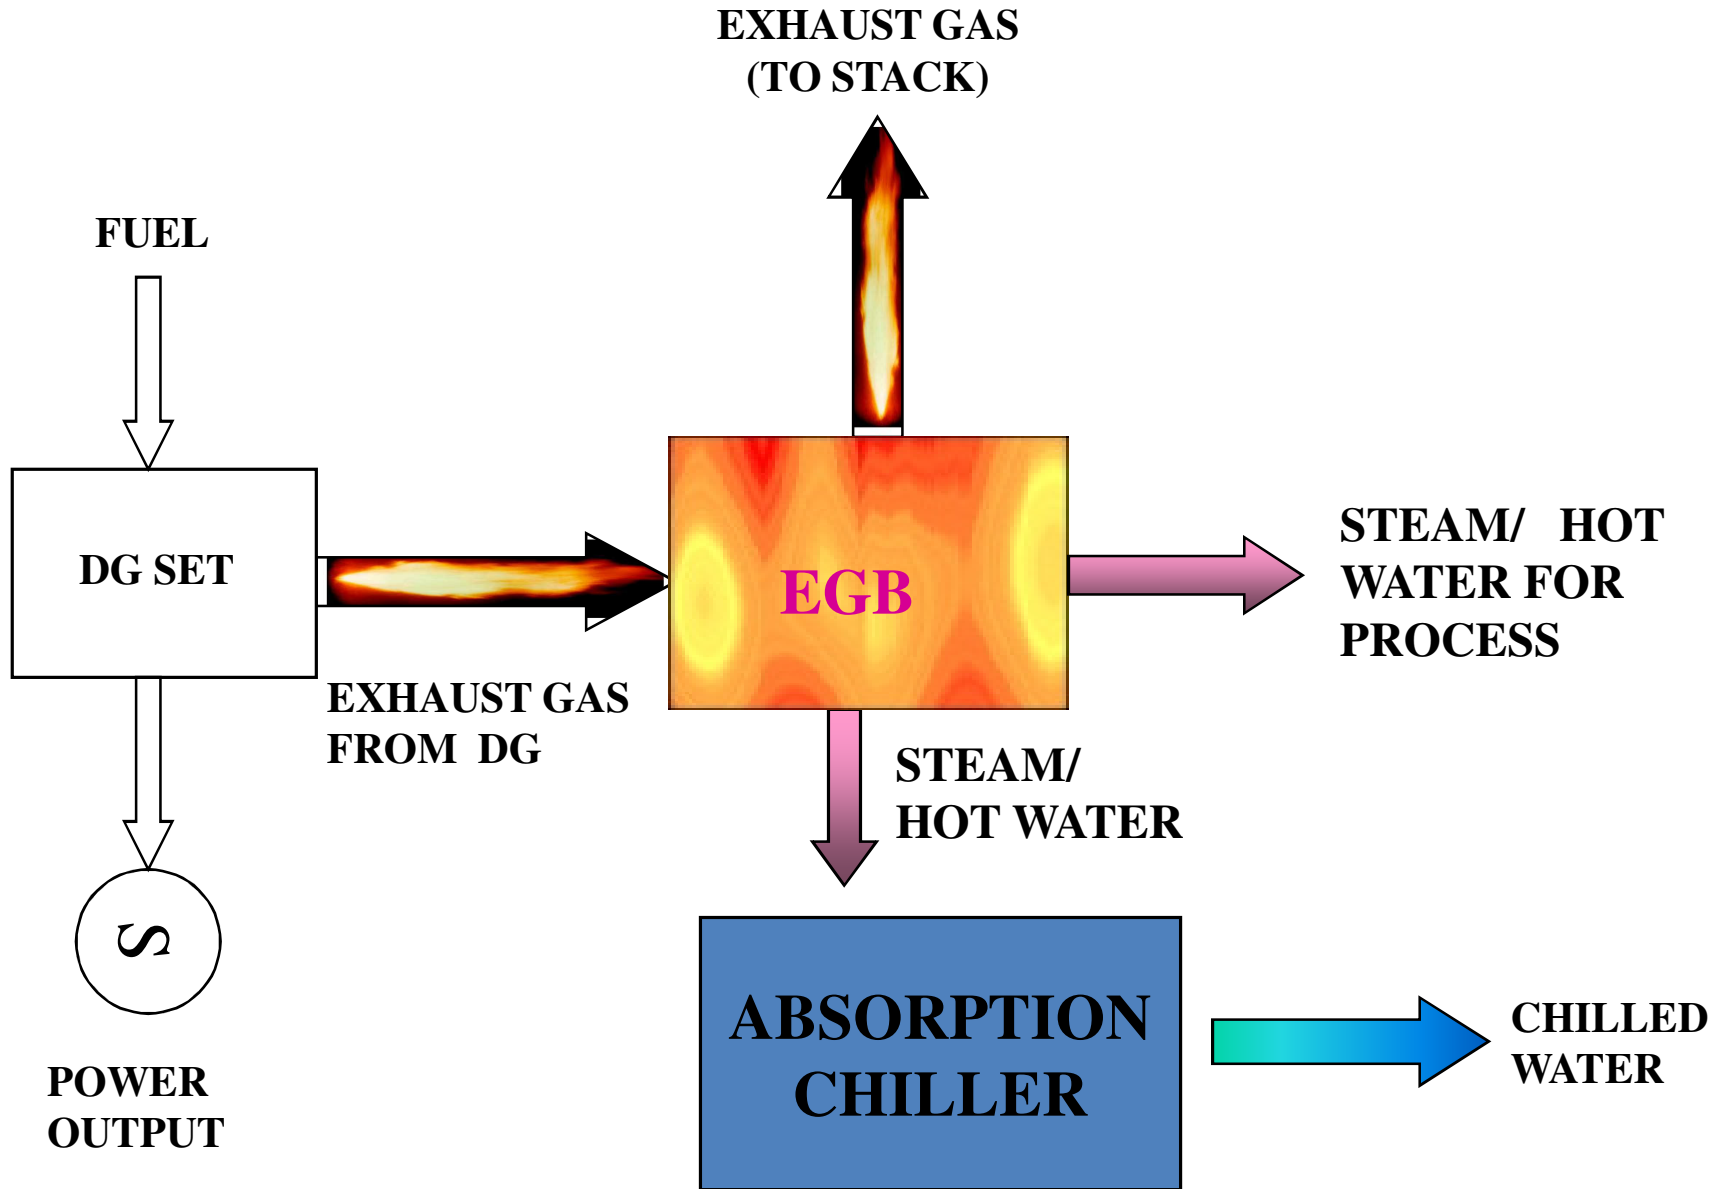 EXHAUST GAS
(TO STACK)
FUEL
DG SET
EXHAUST GAS
FROM DG
EGB
STEAM/ HOT
WATER FOR
PROCESS
STEAM/
HOT WATER
S
POWER
OUTPUT
ABSORPTION
CHILLER
CHILLED
WATER